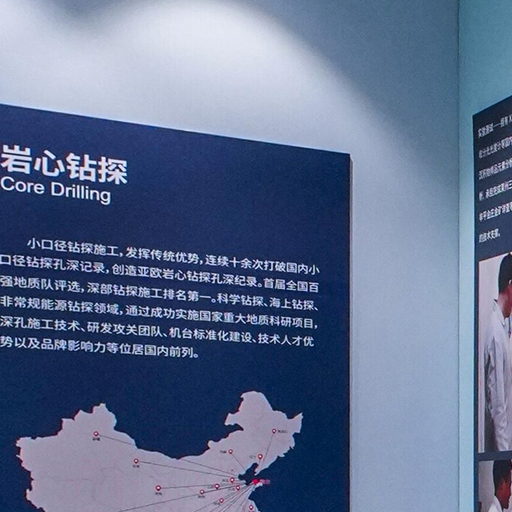 岩心钻探
Core Drilling
小口径钻探施工，发挥传统优势，连续十余次打破国内小
口径钻探孔深记录，创造亚欧岩心钻探孔深纪录。首届全国百
强地质队评选，深部钻探施工排名第一。科学钻探、海上钻探、
非常规能源钻探领域，通过成功实施国家重大地质科研项目，
深孔施工技术、研发攻关团队、机台标准化建设、技术人才优
势以及品牌影响力等位居国内前列。
的技术支撑。